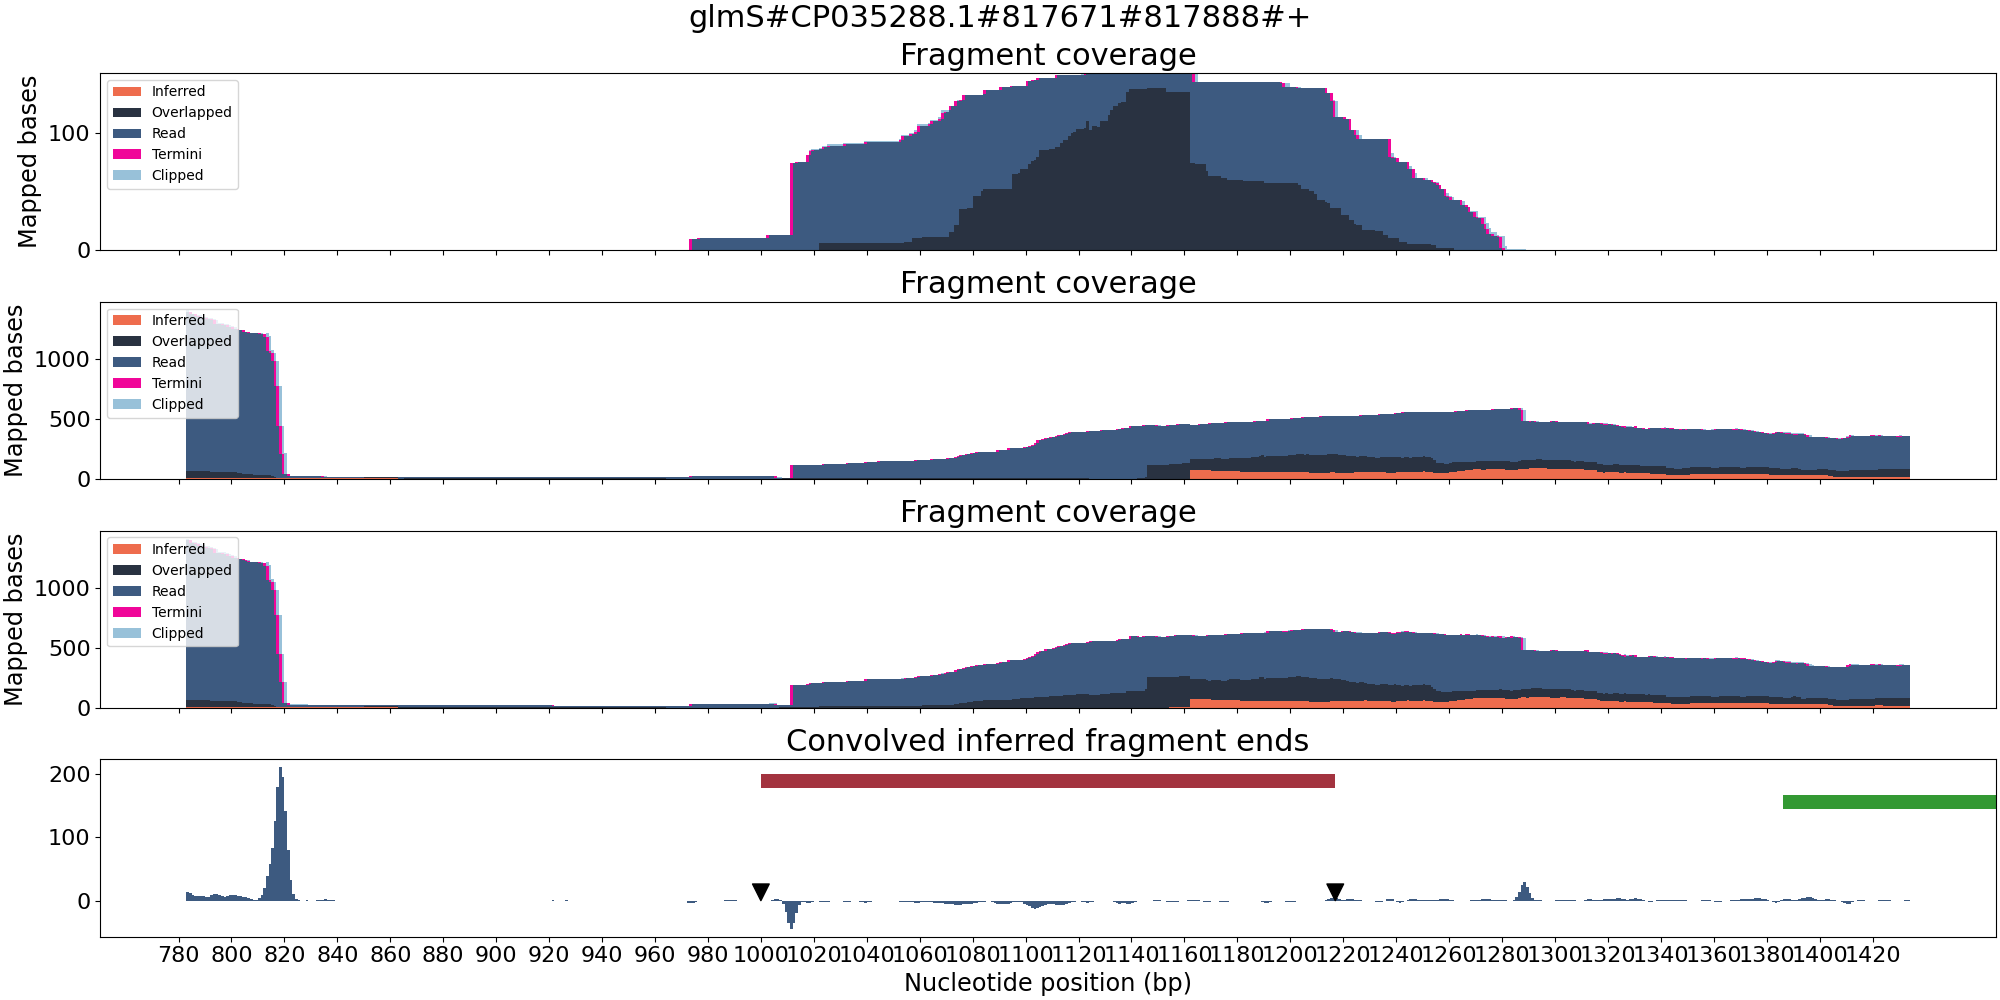 glmS#CP035288.1#817671#817888#+
Fragment coverage
Mapped bases
100
0
Inferred
Overlapped
Read
Termini
Clipped
Fragment coverage
Mapped bases
1000
500
0
Inferred
Overlapped
Read
Termini
Clipped
Fragment coverage
Mapped bases
1000
500
0
Inferred
Overlapped
Read
Termini
Clipped
Convolved inferred fragment ends
200
100
0
780 800 820 840 860 880 900 920 940 960 980 1000 1020 1040 1060 1080 1100 1120 1140 1160 1180 1200 1220 1240 1260 1280 1300 1320 1340 1360 1380 1400 1420
Nucleotide position (bp)